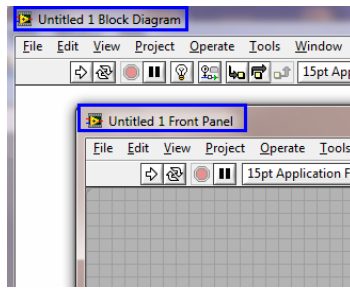 Untitled 1 Block Diagram
File Edit View Project Operate Tools Window
15pt App
Untitled 1 Front Panel
File Edit View Project Operate Tools
15pt Application F